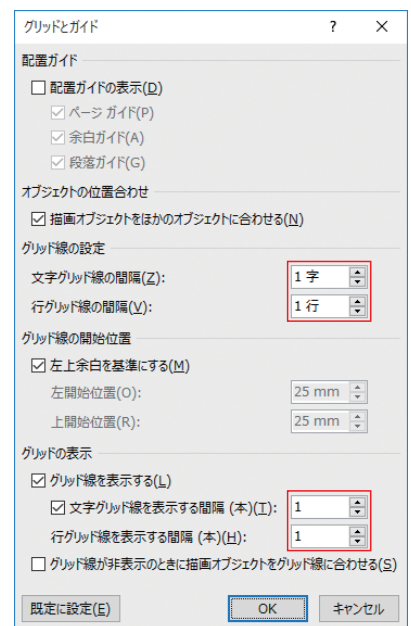 グリッドとガイド ? ×
配置ガイド
配置ガイドの表示(D)
ページ ガイド(P)
余白ガイド(A)
段落ガイド(G)
オブジェクトの位置合わせ
描画オブジェクトをほかのオブジェクトに合わせる(N)
グリッド線の設定
文字グリッド線の間隔(Z): 1 字
行グリッド線の間隔(V): 1 行
グリッド線の開始位置
左上余白を基準にする(M)
左開始位置(O): 25 mm
上開始位置(R): 25 mm
グリッドの表示
グリッド線を表示する(L)
文字グリッド線を表示する間隔 (本)(T): 1
行グリッド線を表示する間隔 (本)(H): 1
グリッド線が非表示のときに描画オブジェクトをグリッド線に合わせる(S)
既定に設定(E) OK キャンセル